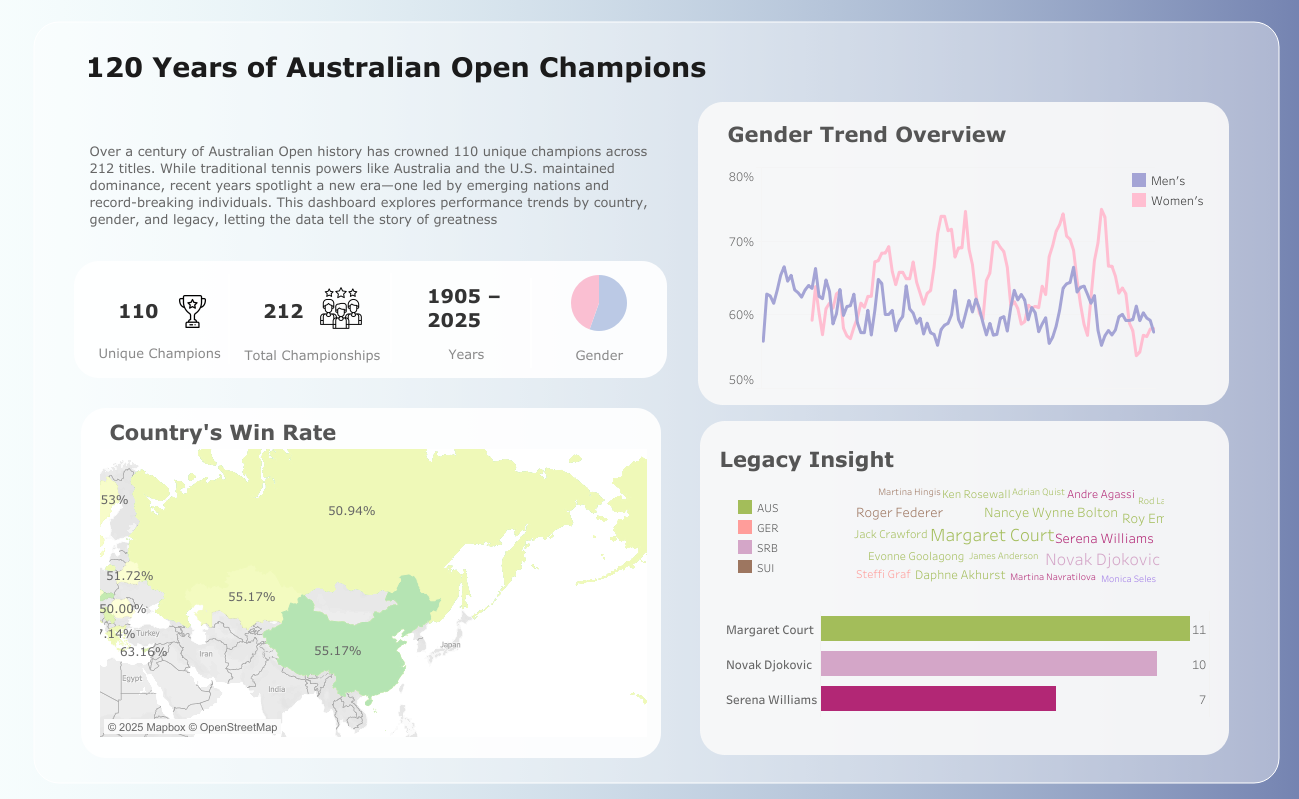 120 Years of Australian Open Champions
Over a century of Australian Open history has crowned 110 unique champions across
212 titles. While traditional tennis powers like Australia and the U.S. maintained
dominance, recent years spotlight a new era—one led by emerging nations and
record-breaking individuals. This dashboard explores performance trends by country,
gender, and legacy, letting the data tell the story of greatness
110
Unique Champions
212
Total Championships
1905 –
2025
Years
Gender
Gender Trend Overview
80%
70%
60%
50%
Men's
Women's
Country's Win Rate
53%
50.94%
51.72%
55.17%
50.00%
7.14%
Turkey
63.16%
Iran
55.17%
Japan
Egypt
India
© 2025 Mapbox © OpenStreetMap
Legacy Insight
AUS
GER
SRB
SUI
Martina Hingis Ken Rosewall Adrian Quist Andre Agassi
Rod La
Roger Federer Nancye Wynne Bolton Roy Em
Jack Crawford Margaret Court Serena Williams
Evonne Goolagong James Anderson Novak Djokovic
Steffi Graf Daphne Akhurst Martina Navratilova Monica Seles
Margaret Court 11
Novak Djokovic 10
Serena Williams 7